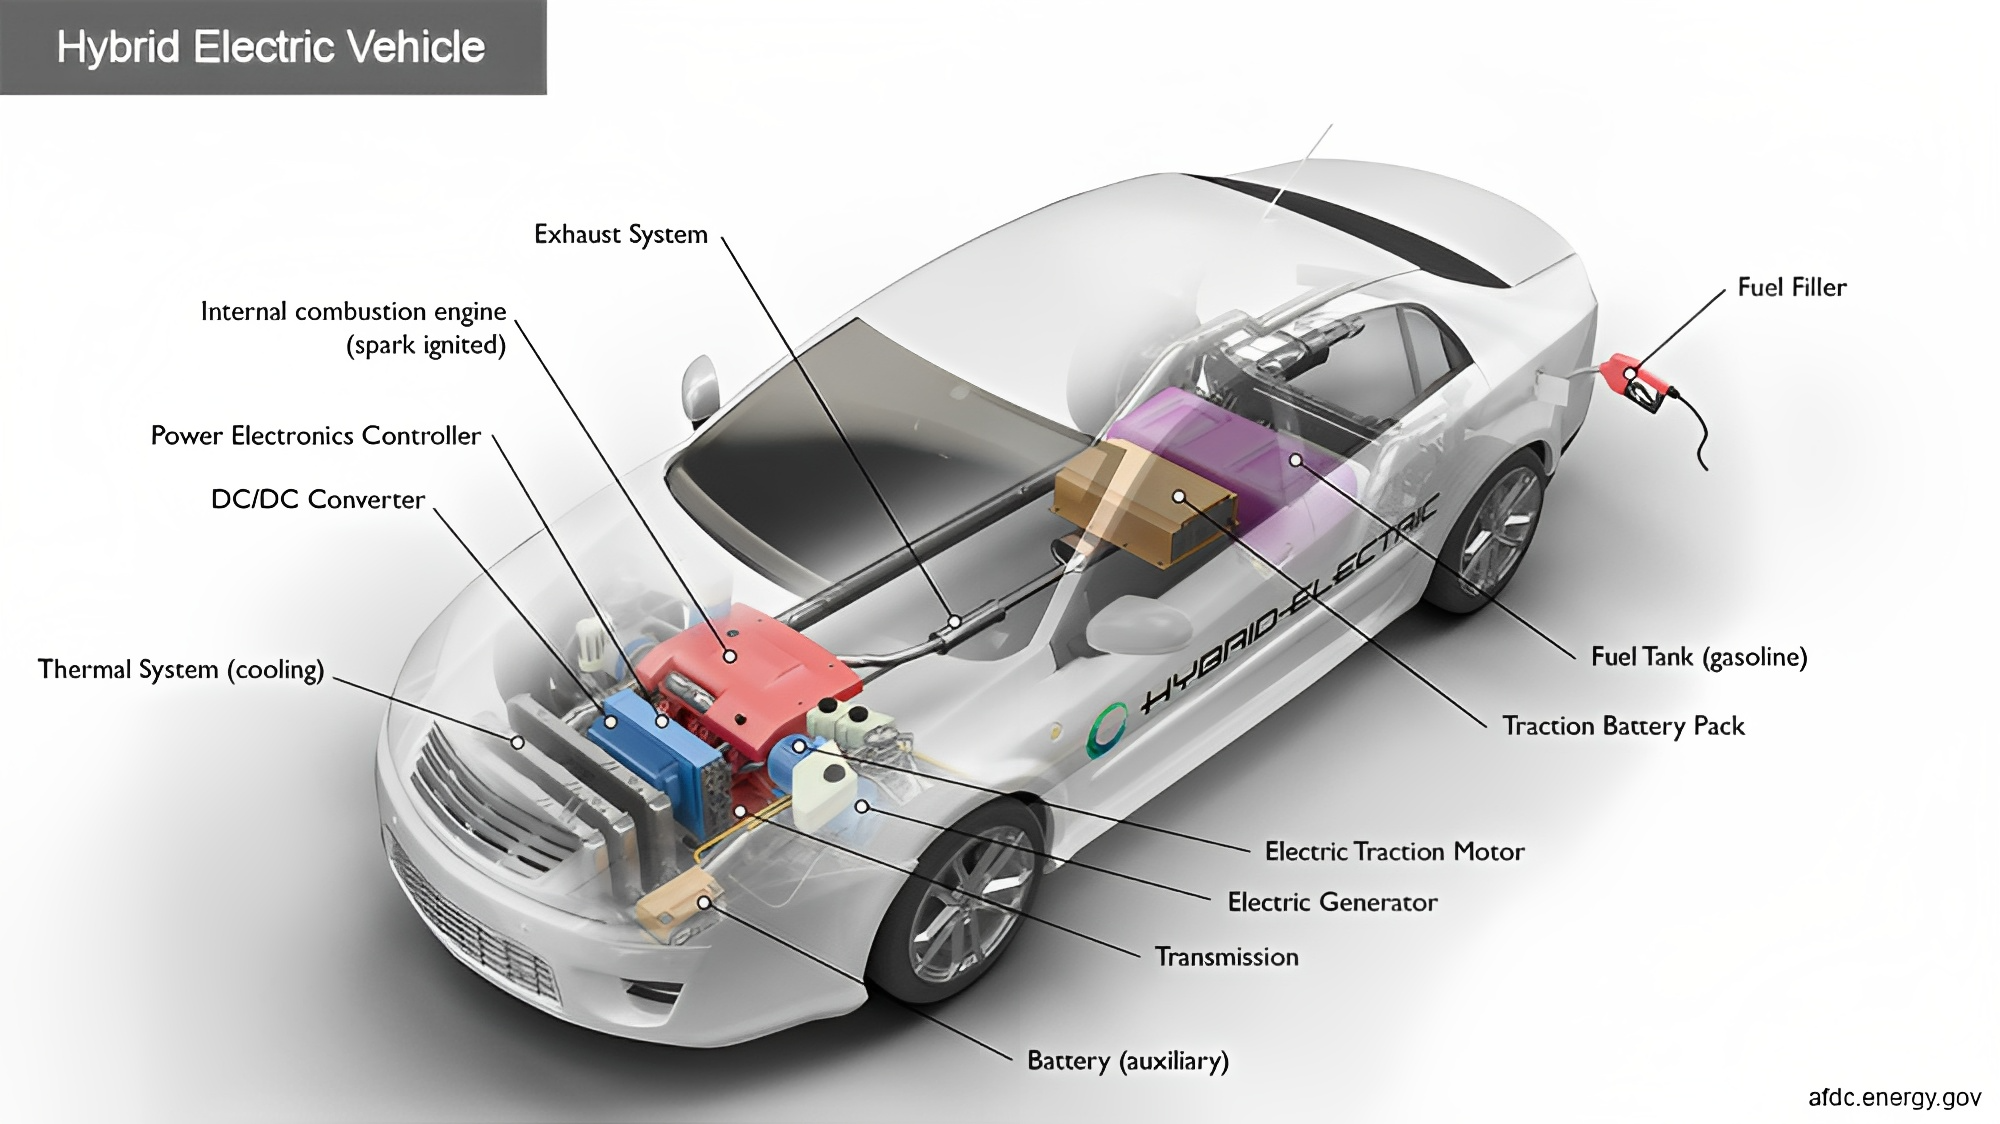 Hybrid Electric Vehicle
Exhaust System
Fuel Filler
Internal combustion engine
(spark ignited)
Power Electronics Controller
DC/DC Converter
HYBRID-ELECTRIC
Thermal System (cooling)
Fuel Tank (gasoline)
Traction Battery Pack
Electric Traction Motor
Electric Generator
Transmission
Battery (auxiliary)
afdc.energy.gov